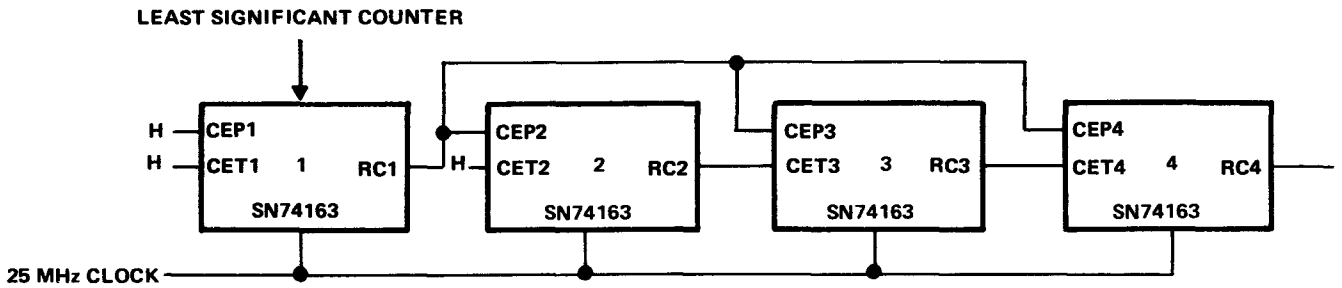 LEAST SIGNIFICANT COUNTER
H
CEP1
H
CET1
1
RC1
SN74163
CEP2
H
CET2
2
RC2
SN74163
CEP3
CET3
3
RC3
SN74163
CEP4
CET4
4
RC4
SN74163
25 MHz CLOCK